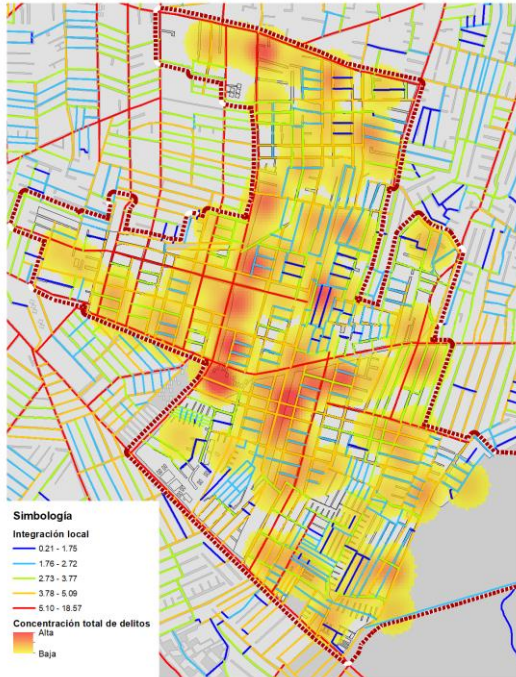 Simbología
Integración local
0.21 - 1.75
1.76 - 2.72
2.73 - 3.77
3.78 - 5.09
5.10 - 18.57
Concentración total de delitos
Alta
Baja